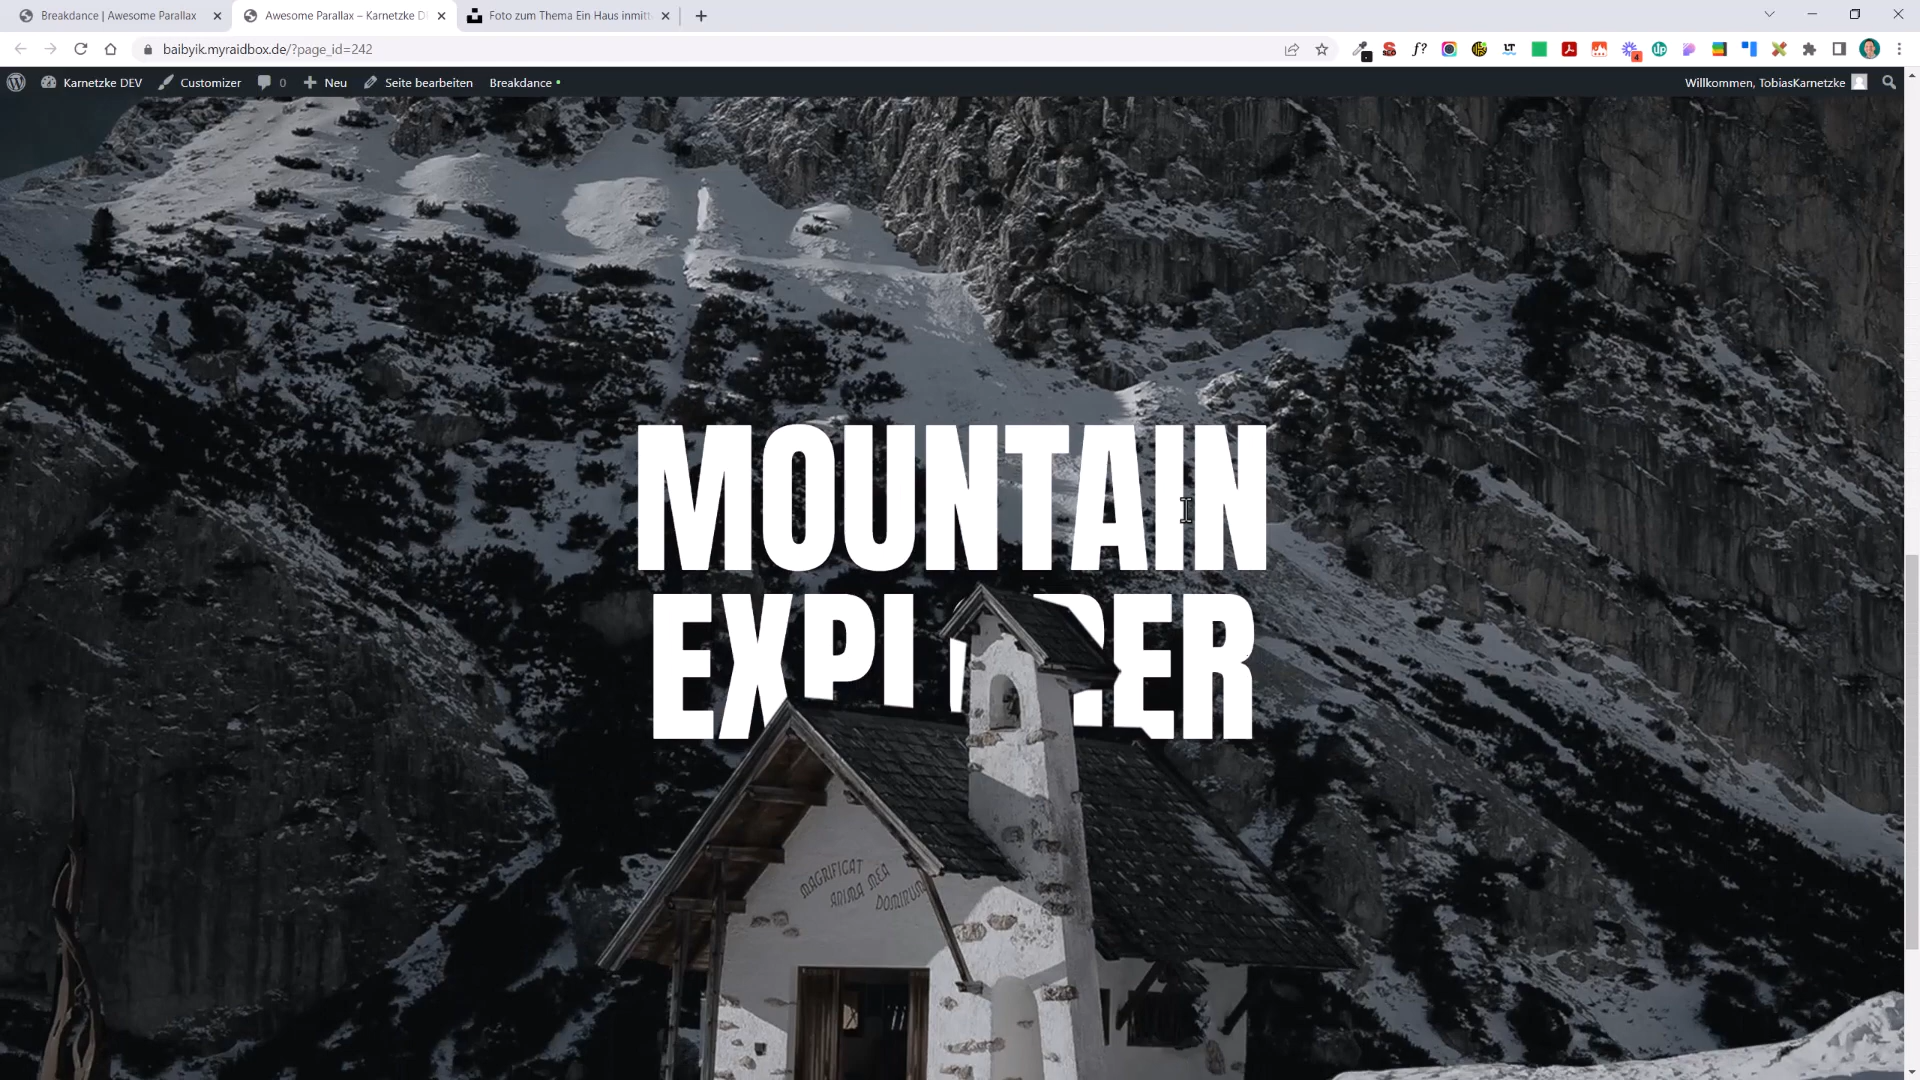 Breakdance | Awesome Parallax
Awesome Parallax – Karnetzke D
Foto zum Thema Ein Haus inmitt
baibyik.myraidbox.de/?page_id=242
Karnetzke DEV
Customizer
0
Neu
Seite bearbeiten
Breakdance
Willkommen, TobiasKarnetzke
MOUNTAIN
EXPLORER
MAGNIFICAT
ANIMA MEA
DOMINUM